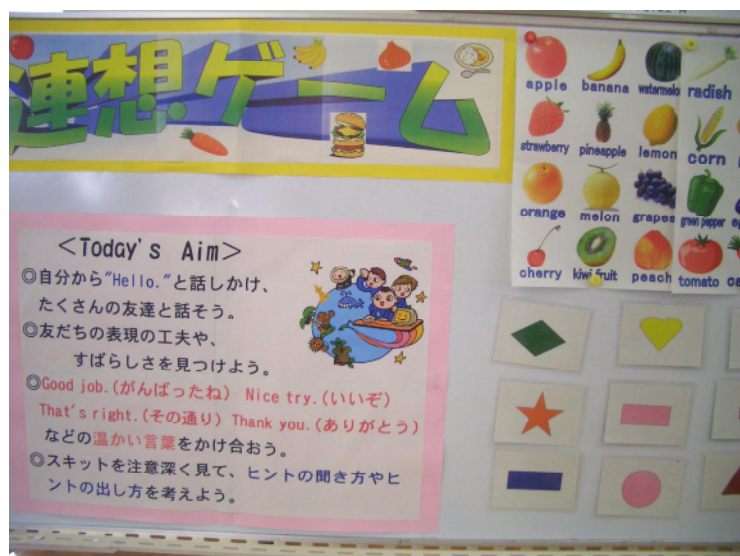 連想ゲーム
<Today's Aim>
◎自分から"Hello."と話しかけ、
たくさんの友達と話そう。
◎友だちの表現の工夫や、
すばらしさを見つけよう。
◎Good job.(がんばったね) Nice try.(いいぞ)
That's right.(その通り) Thank you.(ありがとう)
などの温かい言葉をかけ合おう。
◎スキットを注意深く見て、ヒントの聞き方やヒ
ントの出し方を考えよう。
apple banana watermelo radish
strawberry pineapple lemon corn
orange melon grapes green pepper
cherry kiwi fruit peach tomato